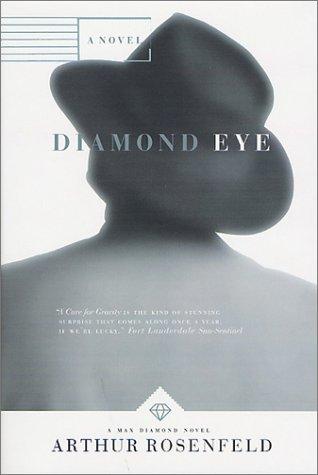 A NOVEL
DIAMOND EYE
"A Cure for Gravity IS THE KIND OF STUNNING
SURPRISE THAT COMES ALONG ONCE A YEAR,
IF WE BE LUCKY." Fort Lauderdale Sun-Sentinel
A MAX DIAMOND NOVEL
ARTHUR ROSENFELD